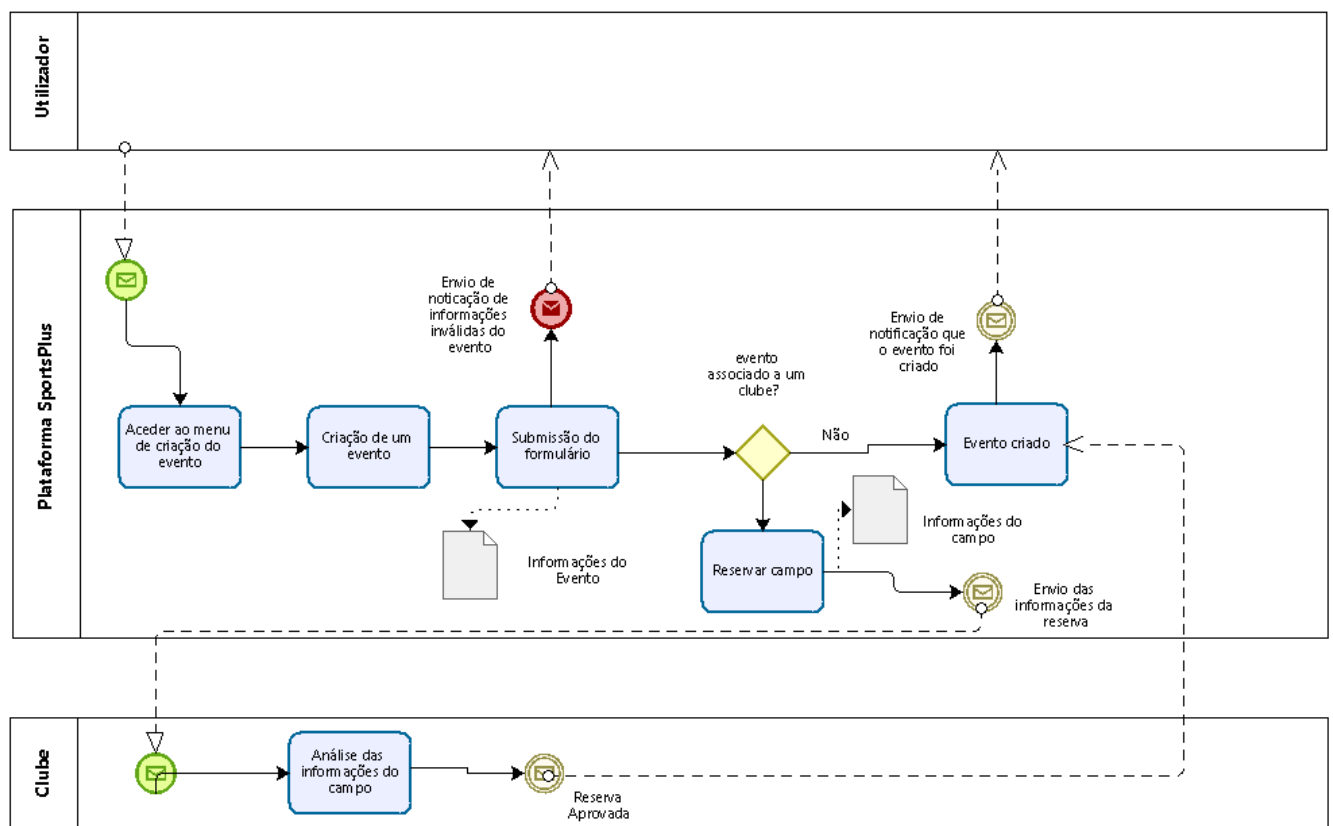 Utilizador
Plataforma SportsPlus
Envio de
noticação de
informações
inválidas do
evento
Envio de
notificação que
o evento foi
criado
evento
associado a um
clube?
Aceder ao menu
de criação do
evento
Criação de um
evento
Submissão do
formulário
Não
Evento criado
Informações do
Evento
Reservar campo
Informações do
campo
Envio das
informações da
reserva
Clube
Análise das
informações do
campo
Reserva
Aprovada